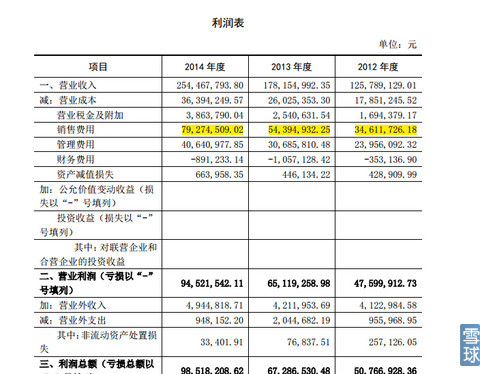 利润表
单位：元
项目 2014 年度 2013 年度 2012 年度
一、营业收入 254,467,793.80 178,154,992.35 125,789,129.01
减：营业成本 36,394,249.57 26,025,353.30 17,851,245.52
营业税金及附加 3,863,790.04 2,540,631.54 1,694,379.17
销售费用 79,274,509.02 54,394,932.25 34,611,726.18
管理费用 40,640,977.85 30,685,810.48 23,956,092.32
财务费用 -891,233.14 -1,057,128.42 -353,136.90
资产减值损失 663,958.35 446,134.22 428,909.99
加：公允价值变动收益（损
失以“-”号填列）
投资收益（损失以“-”
号填列）
其中：对联营企业和
合营企业的投资收益
二、营业利润（亏损以“-”
号填列） 94,521,542.11 65,119,258.98 47,599,912.73
加：营业外收入 4,944,818.71 4,211,953.69 4,122,984.58
减：营业外支出 948,152.20 2,044,682.19 955,968.95
其中：非流动资产处置损
失 33,401.91 76,837.51 257,126.05
三、利润总额（亏损总额以 98,518,208.62 67,286,530.48 50,766,928.36
雪球